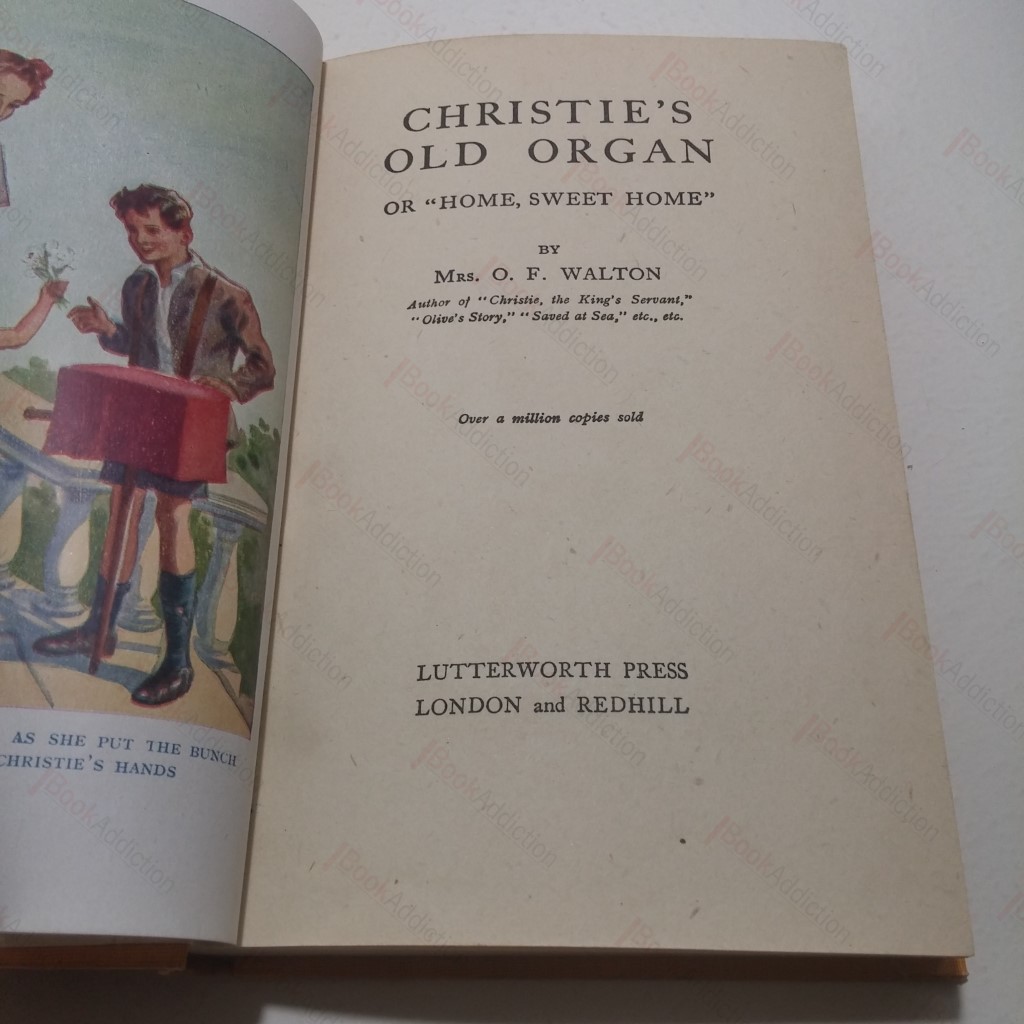 AS SHE PUT THE BUNCH
CHRISTIE'S HANDS
CHRISTIE'S
OLD ORGAN
OR "HOME, SWEET HOME"
BY
MRS. O. F. WALTON
Author of "Christie, the King's Servant,"
"Olive's Story," "Saved at Sea," etc., etc.
Over a million copies sold
LUTTERWORTH PRESS
LONDON and REDHILL
BookAddiction